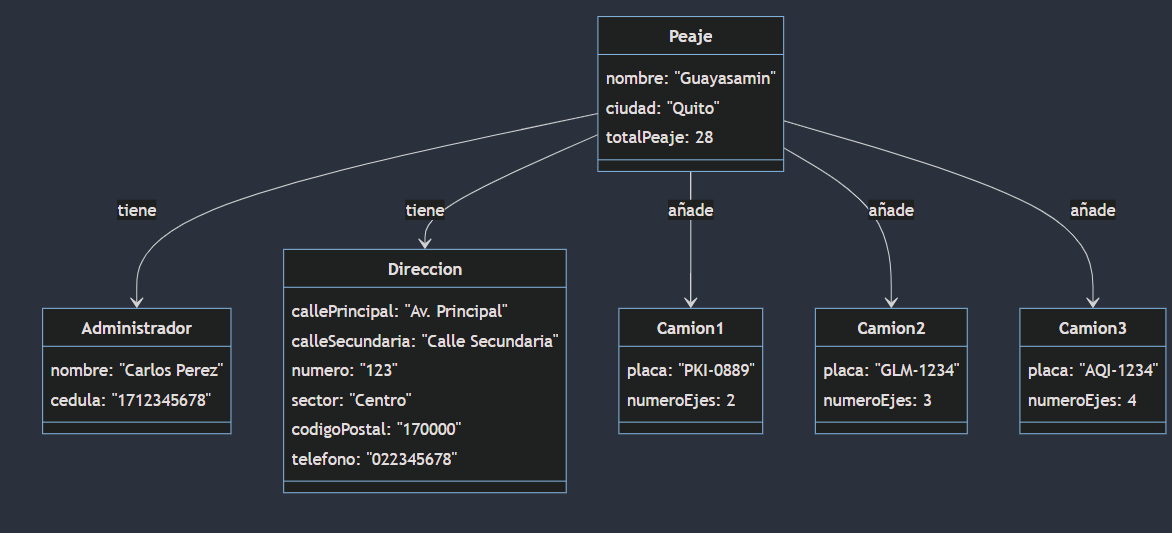 Peaje
nombre: "Guayasamin"
ciudad: "Quito"
totalPeaje: 28
tiene
tiene
añade
añade
añade
Administrador
nombre: "Carlos Perez"
cedula: "1712345678"
Direccion
callePrincipal: "Av. Principal"
calleSecundaria: "Calle Secundaria"
numero: "123"
sector: "Centro"
codigoPostal: "170000"
telefono: "022345678"
Camion1
placa: "PKI-0889"
numeroEjes: 2
Camion2
placa: "GLM-1234"
numeroEjes: 3
Camion3
placa: "AQI-1234"
numeroEjes: 4